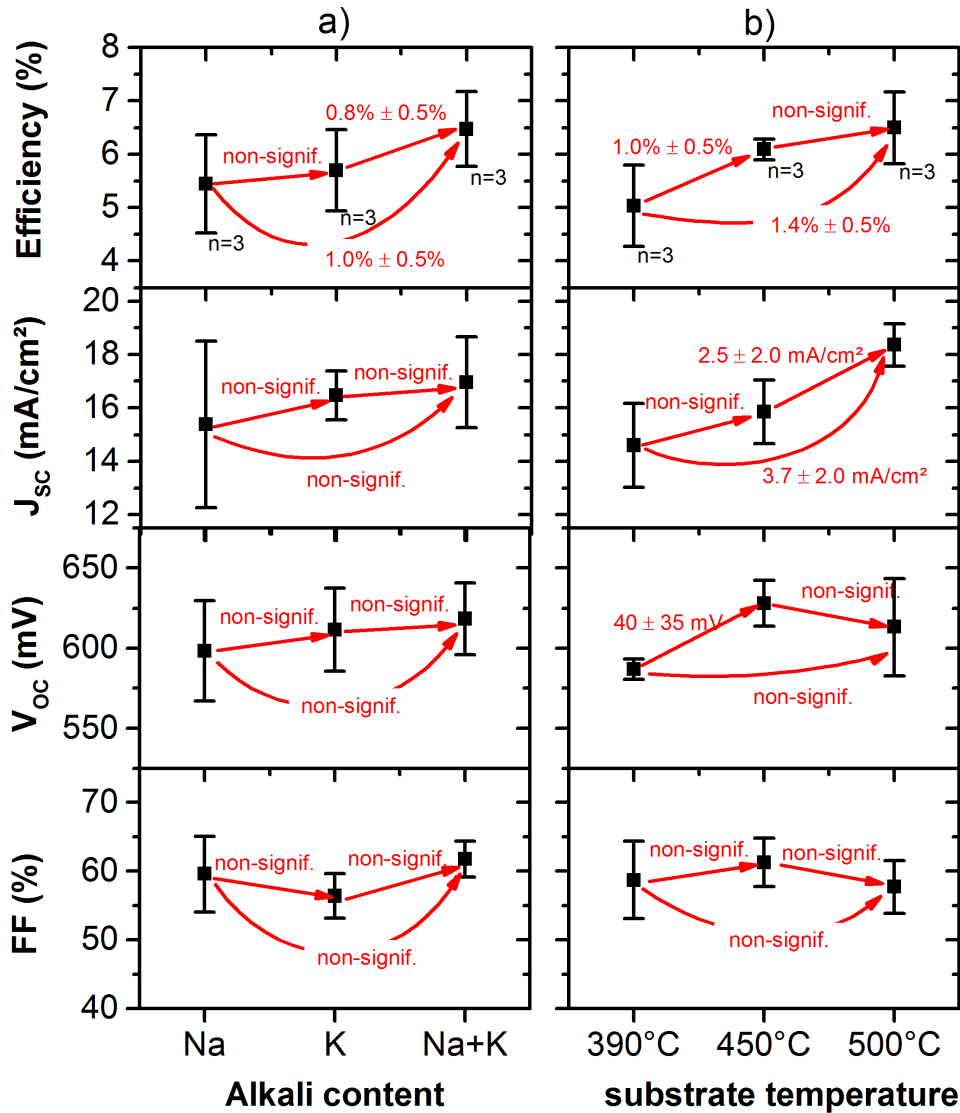 a)
b)
Efficiency (%)
8
7
6
5
4
non-signif.
0.8% ± 0.5%
1.0% ± 0.5%
n=3
n=3
n=3
1.0% ± 0.5%
non-signif.
1.4% ± 0.5%
n=3
n=3
n=3
J_SC (mA/cm²)
20
18
16
14
12
non-signif.
non-signif.
non-signif.
non-signif.
2.5 ± 2.0 mA/cm²
3.7 ± 2.0 mA/cm²
V_OC (mV)
650
600
550
non-signif.
non-signif.
non-signif.
40 ± 35 mV
non-signif.
non-signif.
FF (%)
70
60
50
40
non-signif.
non-signif.
non-signif.
non-signif.
non-signif.
non-signif.
Na K Na+K
390°C 450°C 500°C
Alkali content
substrate temperature